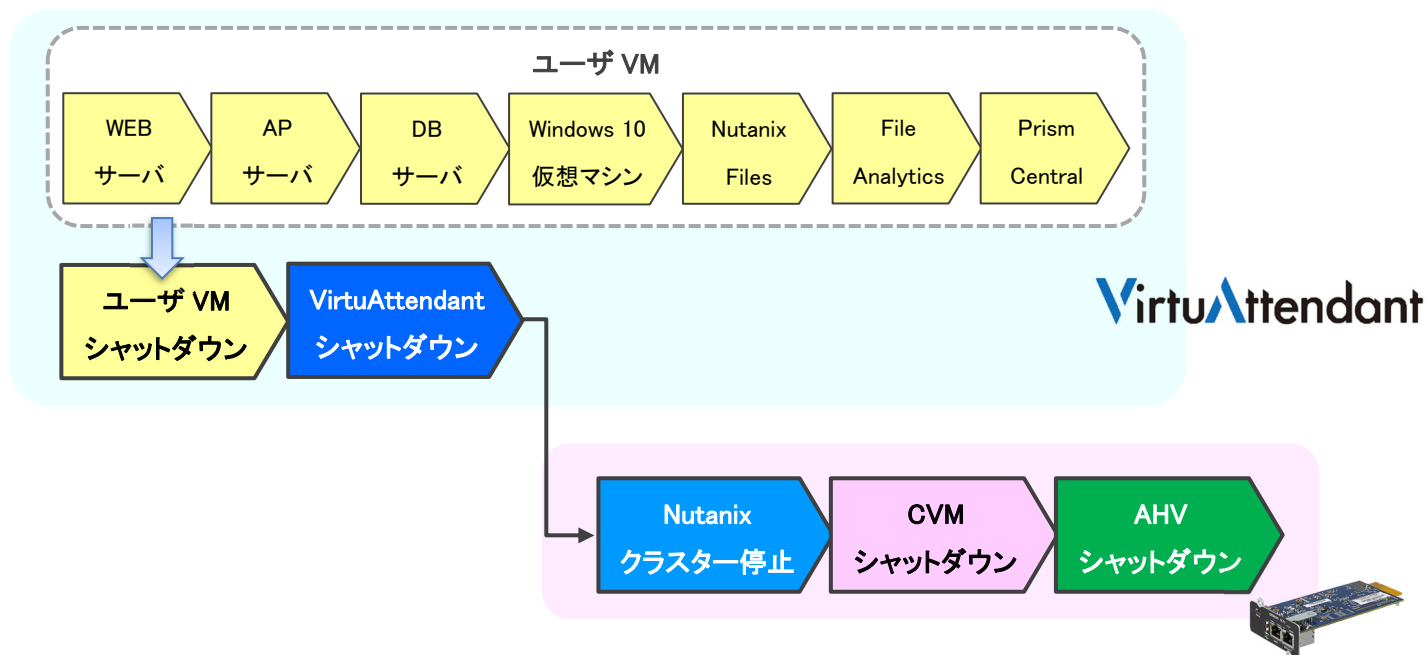 ユーザ VM
WEB
サーバ
AP
サーバ
DB
サーバ
Windows 10
仮想マシン
Nutanix
Files
File
Analytics
Prism
Central
ユーザ VM
シャットダウン
VirtuAttendant
シャットダウン
VirtuAttendant
Nutanix
クラスター停止
CVM
シャットダウン
AHV
シャットダウン